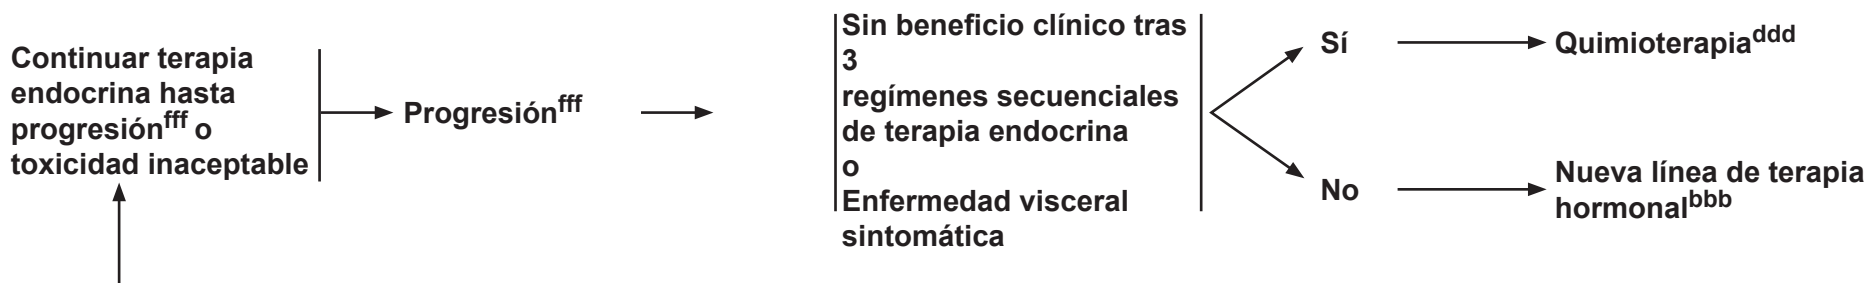 Continuar terapia
endocrina hasta
progresiónfff o
toxicidad inaceptable
Progresiónfff
Sin beneficio clínico tras
3
regímenes secuenciales
de terapia endocrina
o
Enfermedad visceral
sintomática
Sí
Quimioterapiaddd
No
Nueva línea de terapia
hormonalbbb